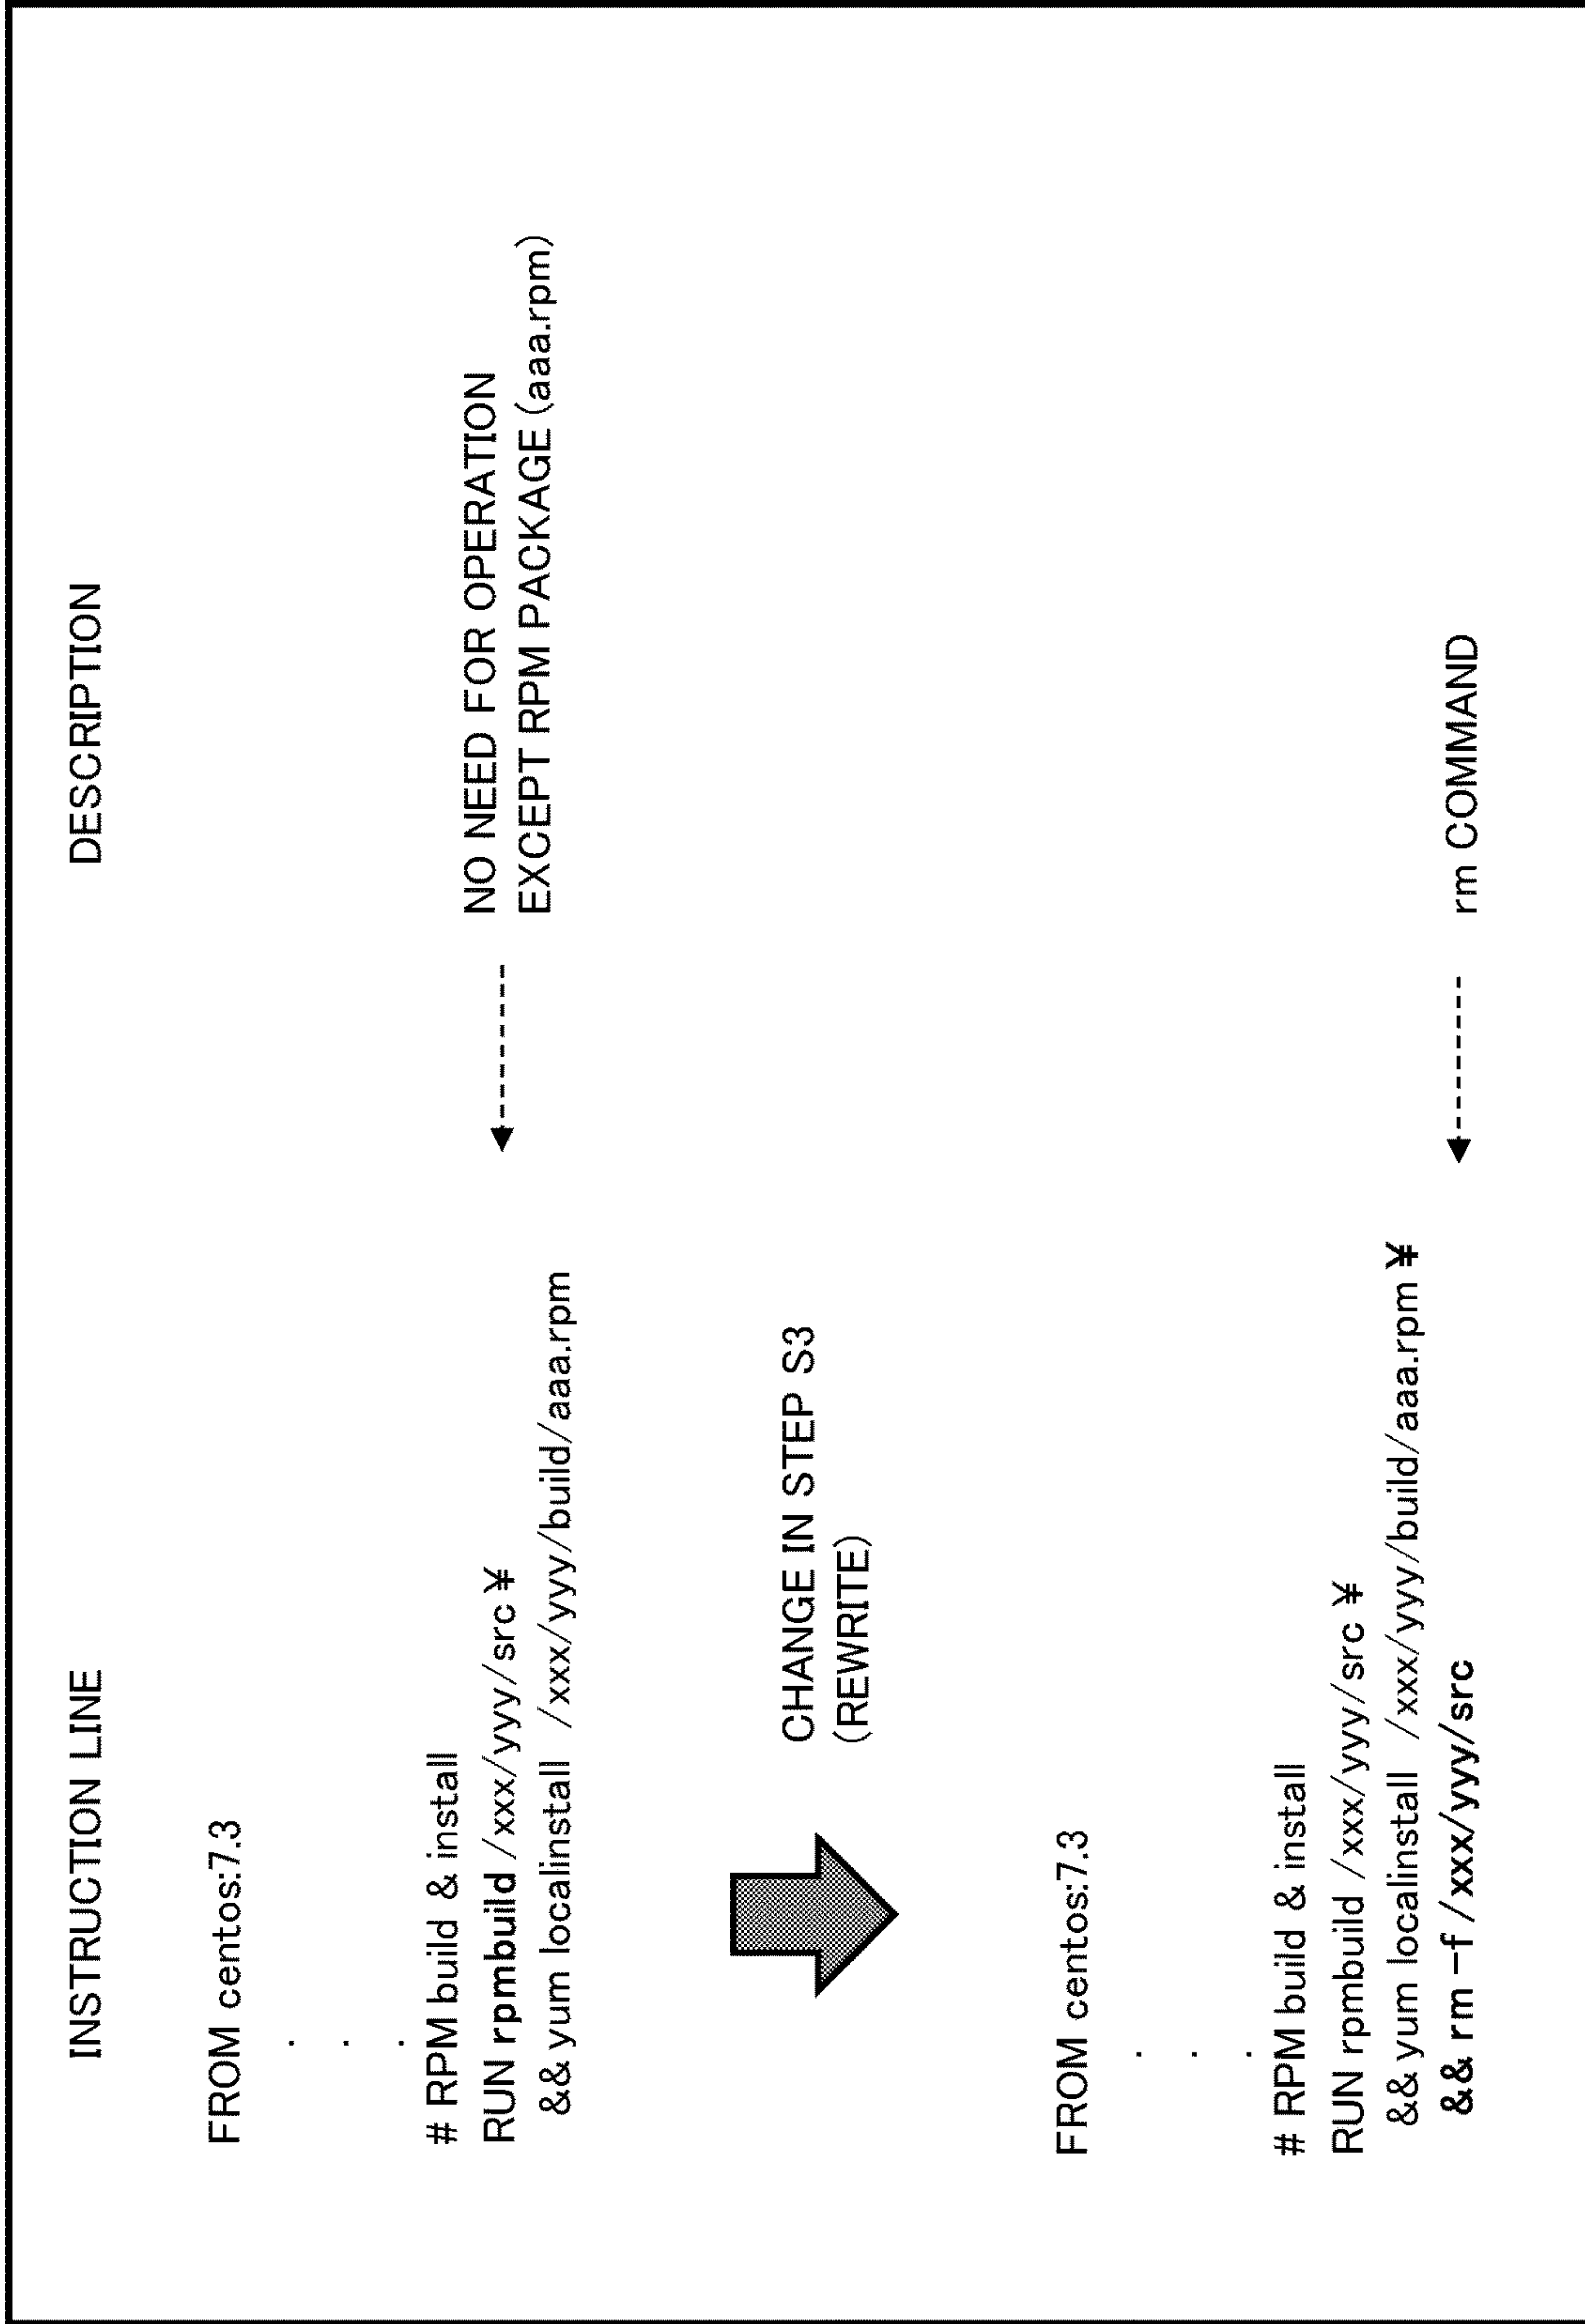 INSTRUCTION LINE DESCRIPTION
FROM centos:7.3
.
.
.
# RPM build & install
RUN rpmbuild /xxx/yyy/src ¥
&& yum localinstall /xxx/yyy/build/aaa.rpm
NO NEED FOR OPERATION
EXCEPT RPM PACKAGE (aaa.rpm)
CHANGE IN STEP S3
(REWRITE)
FROM centos:7.3
.
.
.
# RPM build & install
RUN rpmbuild /xxx/yyy/src ¥
&& yum localinstall /xxx/yyy/build/aaa.rpm ¥
&& rm –f /xxx/yyy/src
rm COMMAND